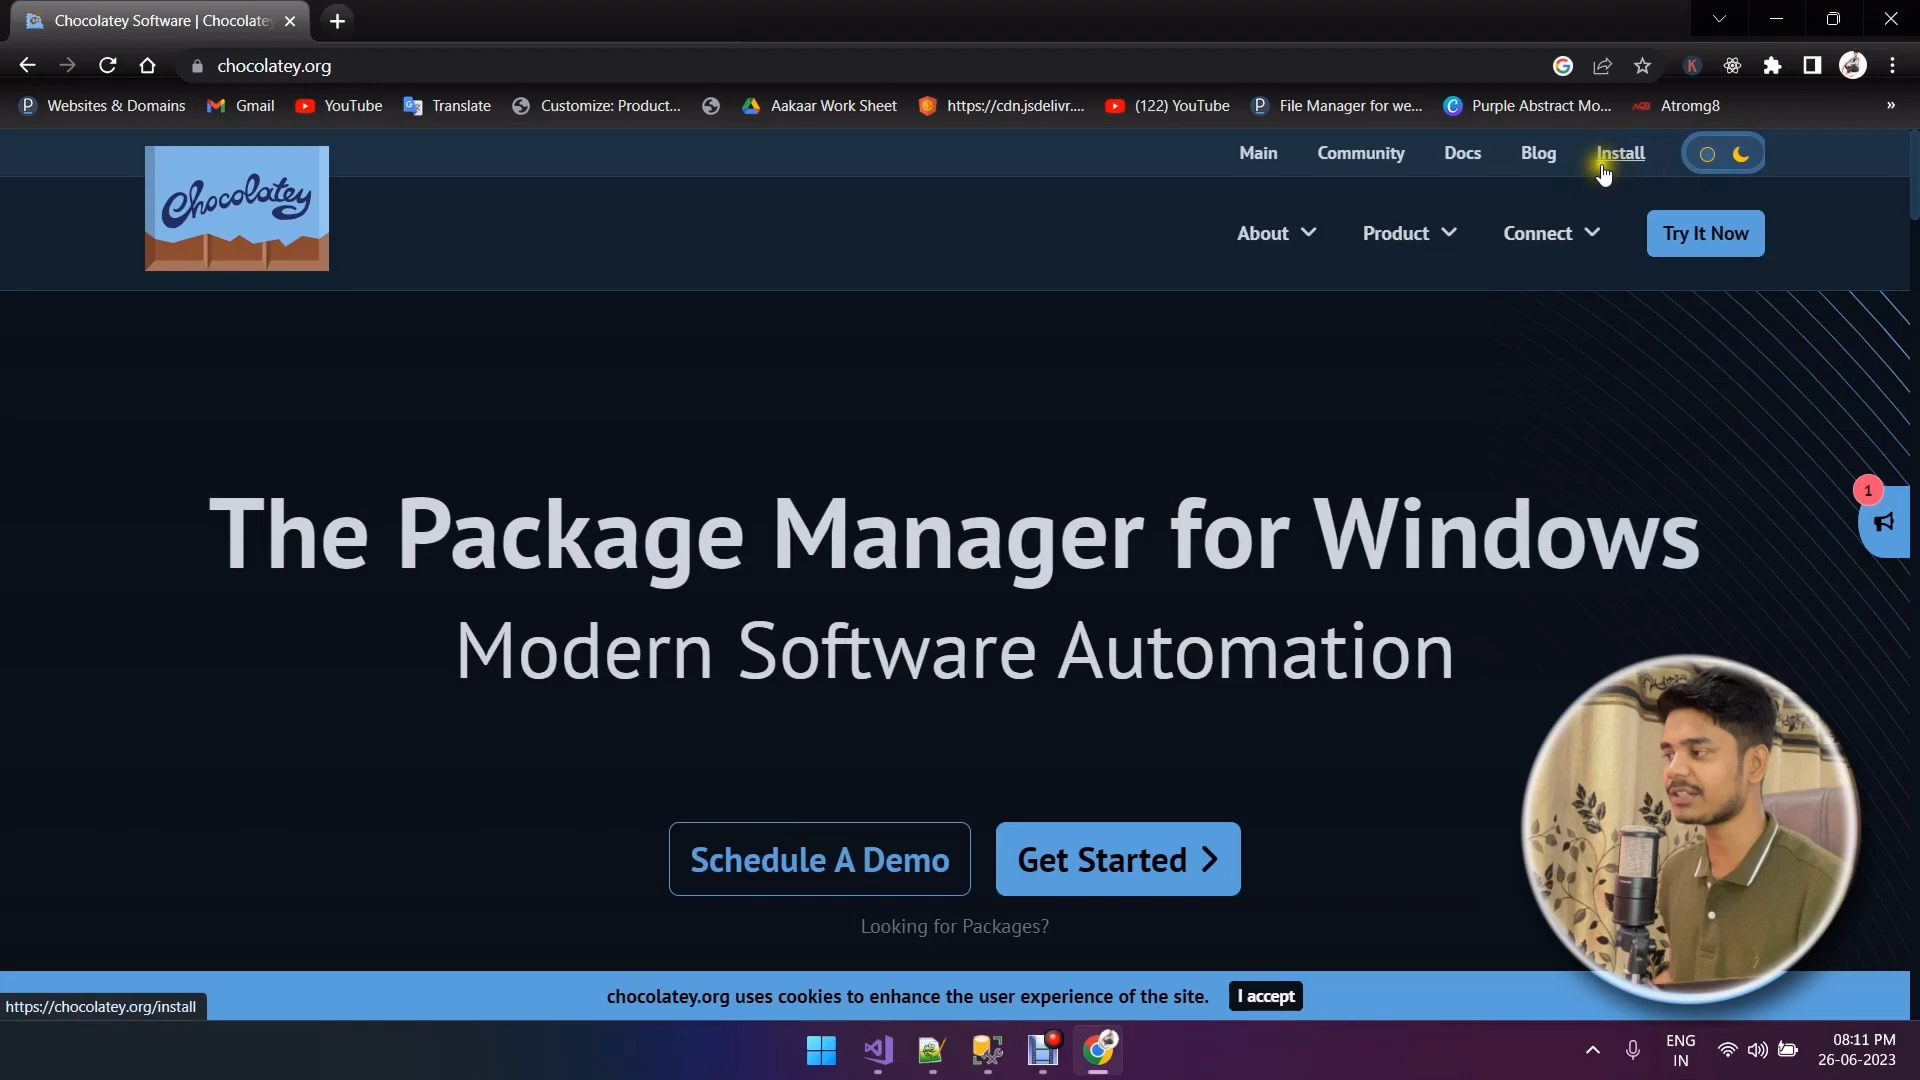 Chocolatey Software | Chocolate
chocolatey.org
Websites & Domains
Gmail
YouTube
Translate
Customize: Product...
Aakaar Work Sheet
https://cdn.jsdelivr....
(122) YouTube
File Manager for we...
Purple Abstract Mo...
Atromg8
»
Main
Community
Docs
Blog
Install
Chocolatey
About
Product
Connect
Try It Now
1
The Package Manager for Windows
Modern Software Automation
Schedule A Demo
Get Started
Looking for Packages?
chocolatey.org uses cookies to enhance the user experience of the site.
I accept
https://chocolatey.org/install
ENG
IN
08:11 PM
26-06-2023